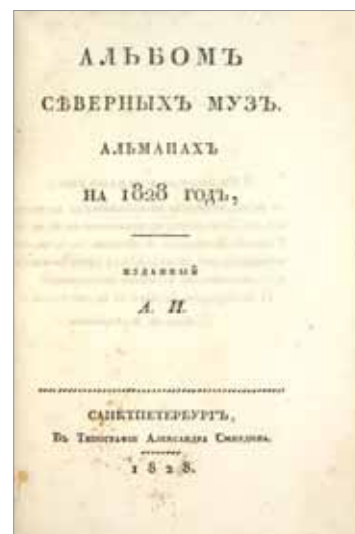 АЛЬБОМЪ
СѢВЕРНЫХЪ МУЗЪ.
АЛЬМАНАХЪ
НА 1828 ГОДЪ,
ИЗДАННЫЙ
А. И.
САНКТПЕТЕРБУРГЪ,
Въ Типографіи Александра Смирдина.
1828.